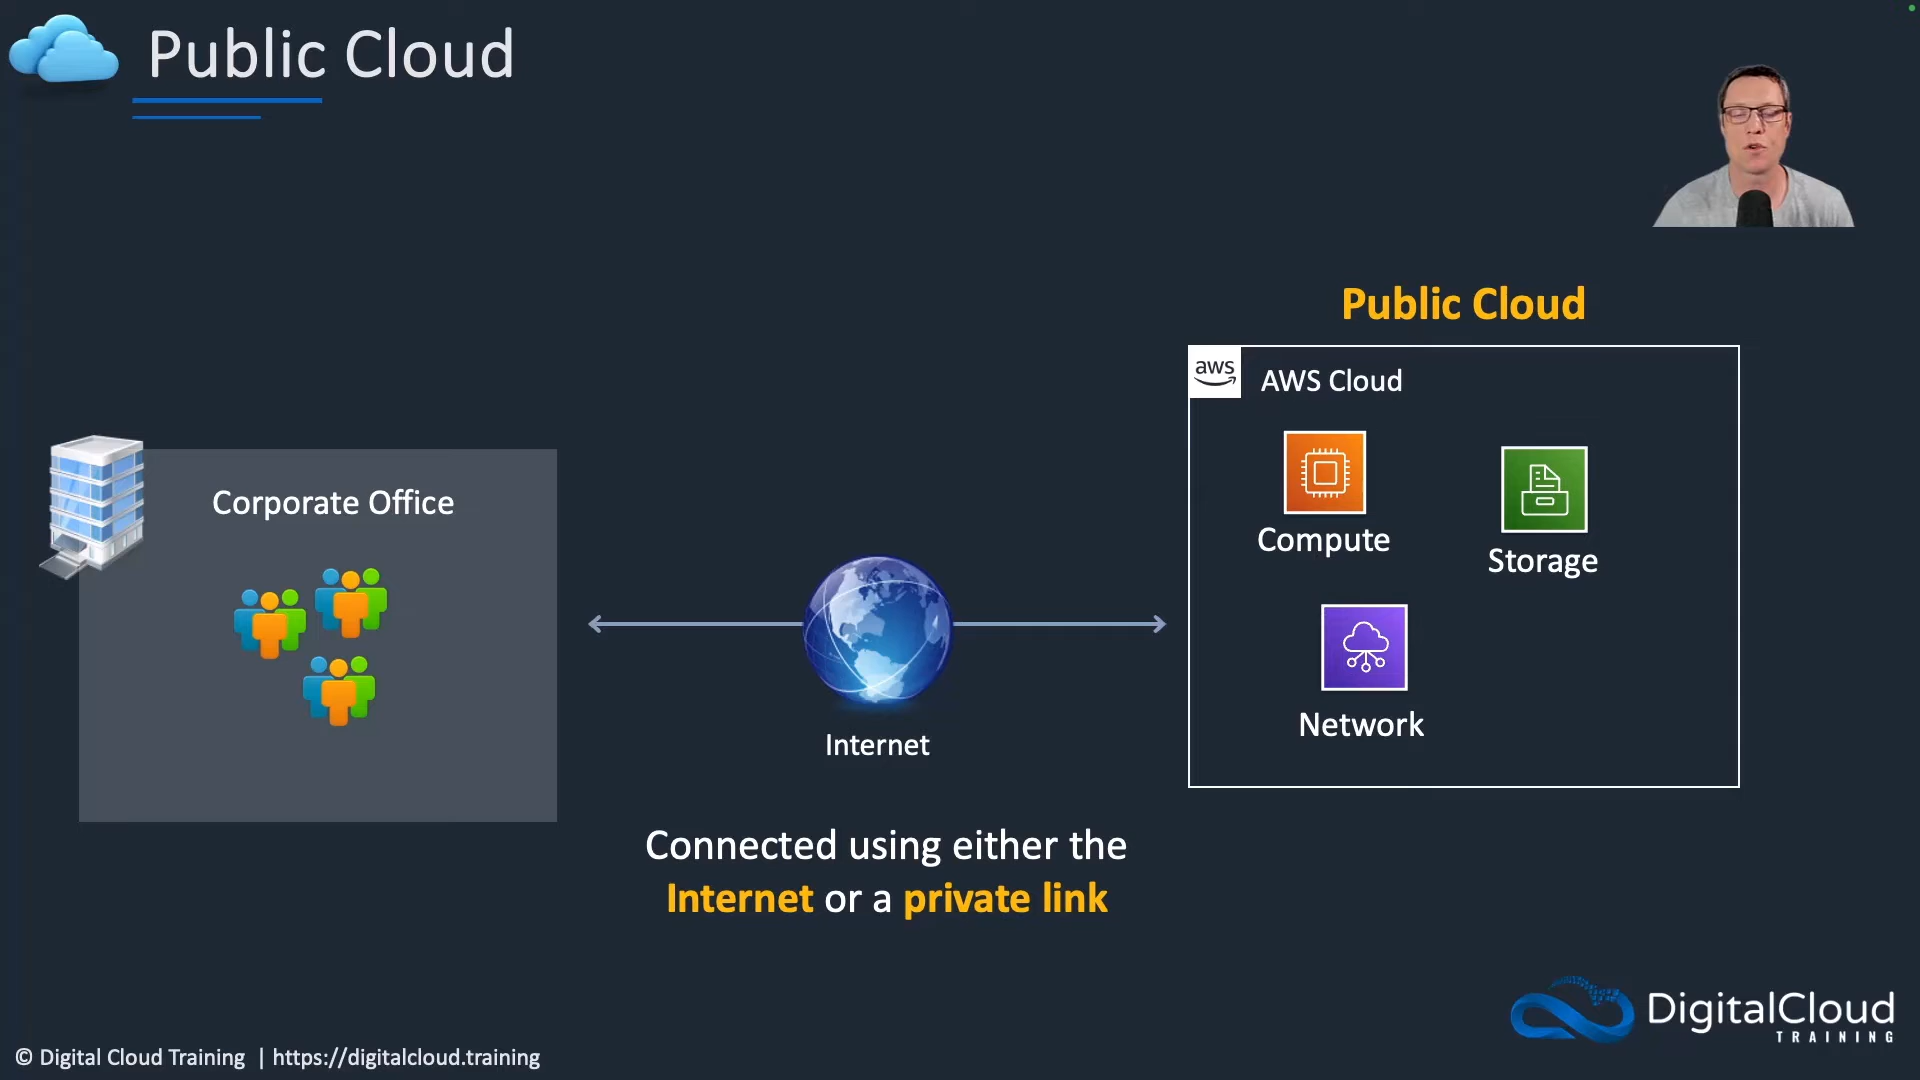 Public Cloud
Public Cloud
aws
AWS Cloud
Compute
Storage
Network
Corporate Office
Internet
Connected using either the
Internet or a private link
DigitalCloud
TRAINING
© Digital Cloud Training | https://digitalcloud.training